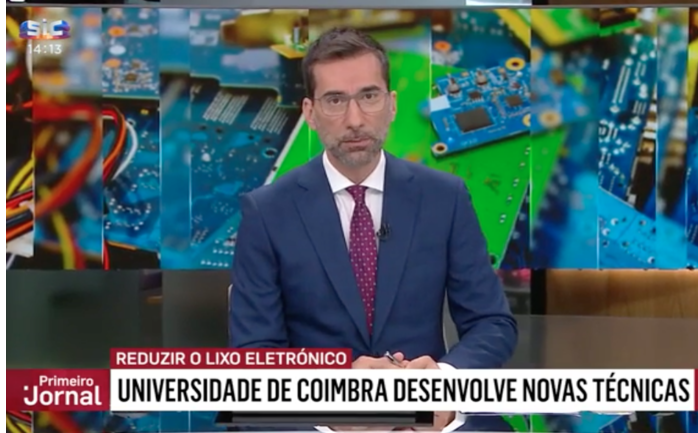 SIC
14:13
REDUZIR O LIXO ELETRÓNICO
Primeiro
Jornal
UNIVERSIDADE DE COIMBRA DESENVOLVE NOVAS TÉCNICAS